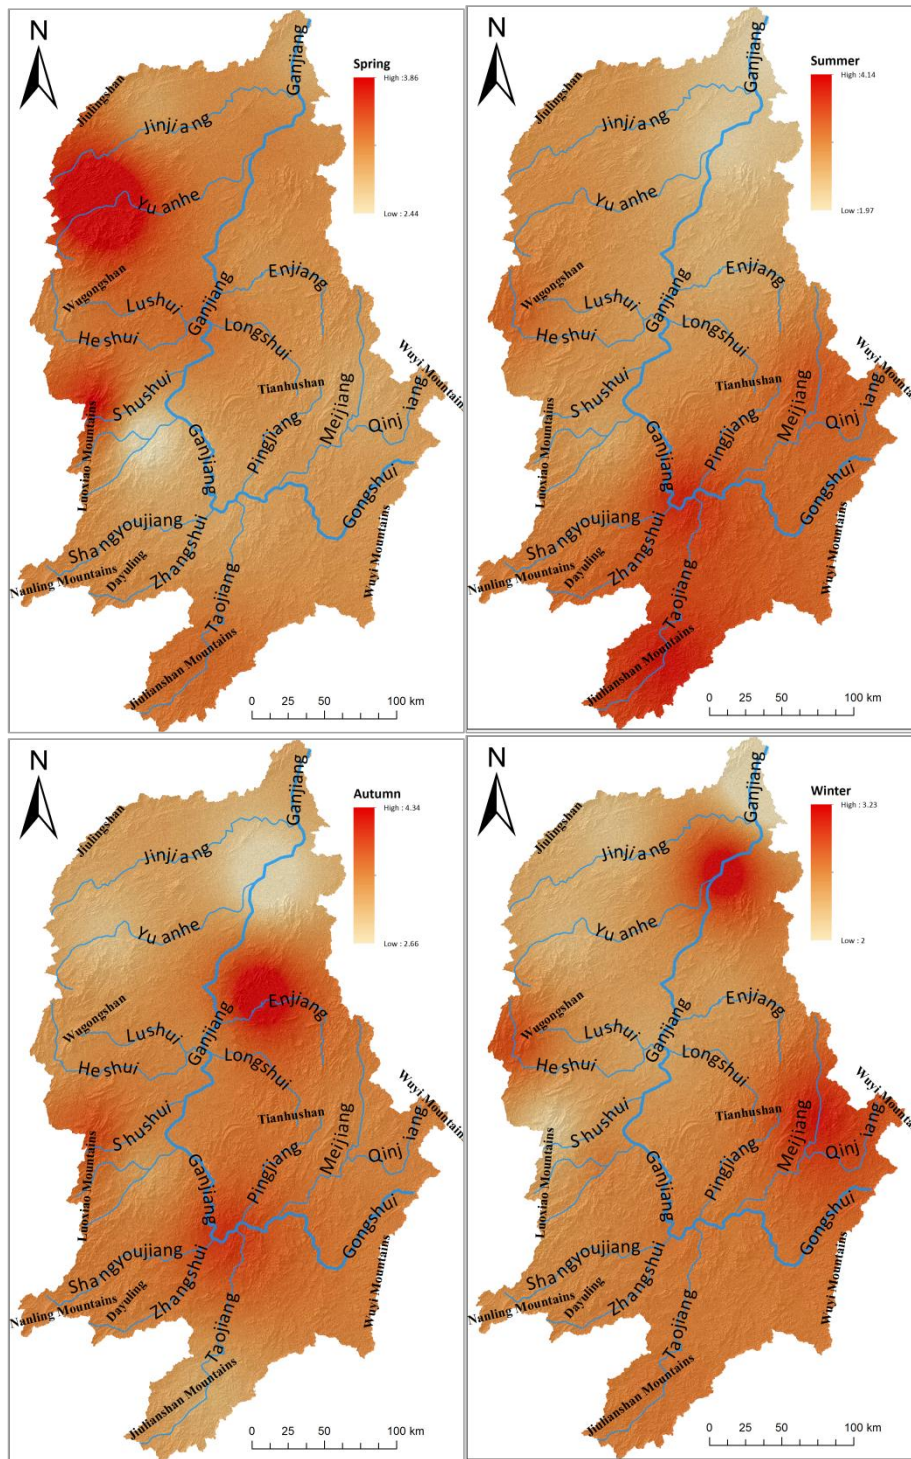 N
Spring
High :3.86
Low : 2.44
Ganjiang
Jiulingshan
Jinjiang
Yuanhe
Wugongshan
Enjiang
Lushui
Ganjiang
Heshui
Longshui
Shushui
Tianhushan
Wuyi Mountain
Luoxiao Mountains
Ganjiang
Pingjiang
Meijiang
Qinjiang
Gongshui
Shangyoujiang
Zhangshui
Nanling Mountains
Dayuling
Taojiang
Wuyi Mountains
Jiulianshan Mountains
0 25 50 100 km
N
Summer
High :4.14
Low :1.97
Ganjiang
Jiulingshan
Jinjiang
Yuanhe
Wugongshan
Enjiang
Lushui
Ganjiang
Heshui
Longshui
Shushui
Tianhushan
Wuyi Mountain
Luoxiao Mountains
Ganjiang
Pingjiang
Meijiang
Qinjiang
Gongshui
Shangyoujiang
Zhangshui
Nanling Mountains
Dayuling
Taojiang
Wuyi Mountains
Jiulianshan Mountains
0 25 50 100 km
N
Autumn
High : 4.34
Low : 2.66
Ganjiang
Jiulingshan
Jinjiang
Yuanhe
Wugongshan
Enjiang
Lushui
Ganjiang
Heshui
Longshui
Shushui
Tianhushan
Wuyi Mountain
Luoxiao Mountains
Ganjiang
Pingjiang
Meijiang
Qinjiang
Gongshui
Shangyoujiang
Zhangshui
Nanling Mountains
Dayuling
Taojiang
Wuyi Mountains
Jiulianshan Mountains
0 25 50 100 km
N
Winter
High : 3.23
Low : 2
Ganjiang
Jiulingshan
Jinjiang
Yuanhe
Wugongshan
Enjiang
Lushui
Ganjiang
Heshui
Longshui
Shushui
Tianhushan
Wuyi Mountain
Luoxiao Mountains
Ganjiang
Pingjiang
Meijiang
Qinjiang
Gongshui
Shangyoujiang
Zhangshui
Nanling Mountains
Dayuling
Taojiang
Wuyi Mountains
Jiulianshan Mountains
0 25 50 100 km